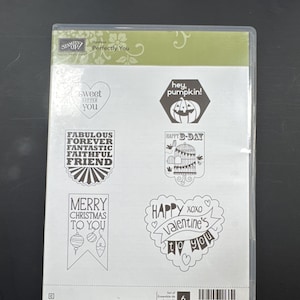 STAMPIN' UP!
Perfectly You
Sweet
you
hey,
pumpkin!
FABULOUS
FOREVER
FANTASTIC
FAITHFUL
FRIEND
HAPPY B-DAY
MERRY
CHRISTMAS
TO YOU
HAPPY XOXO
Valentine's
to you
6